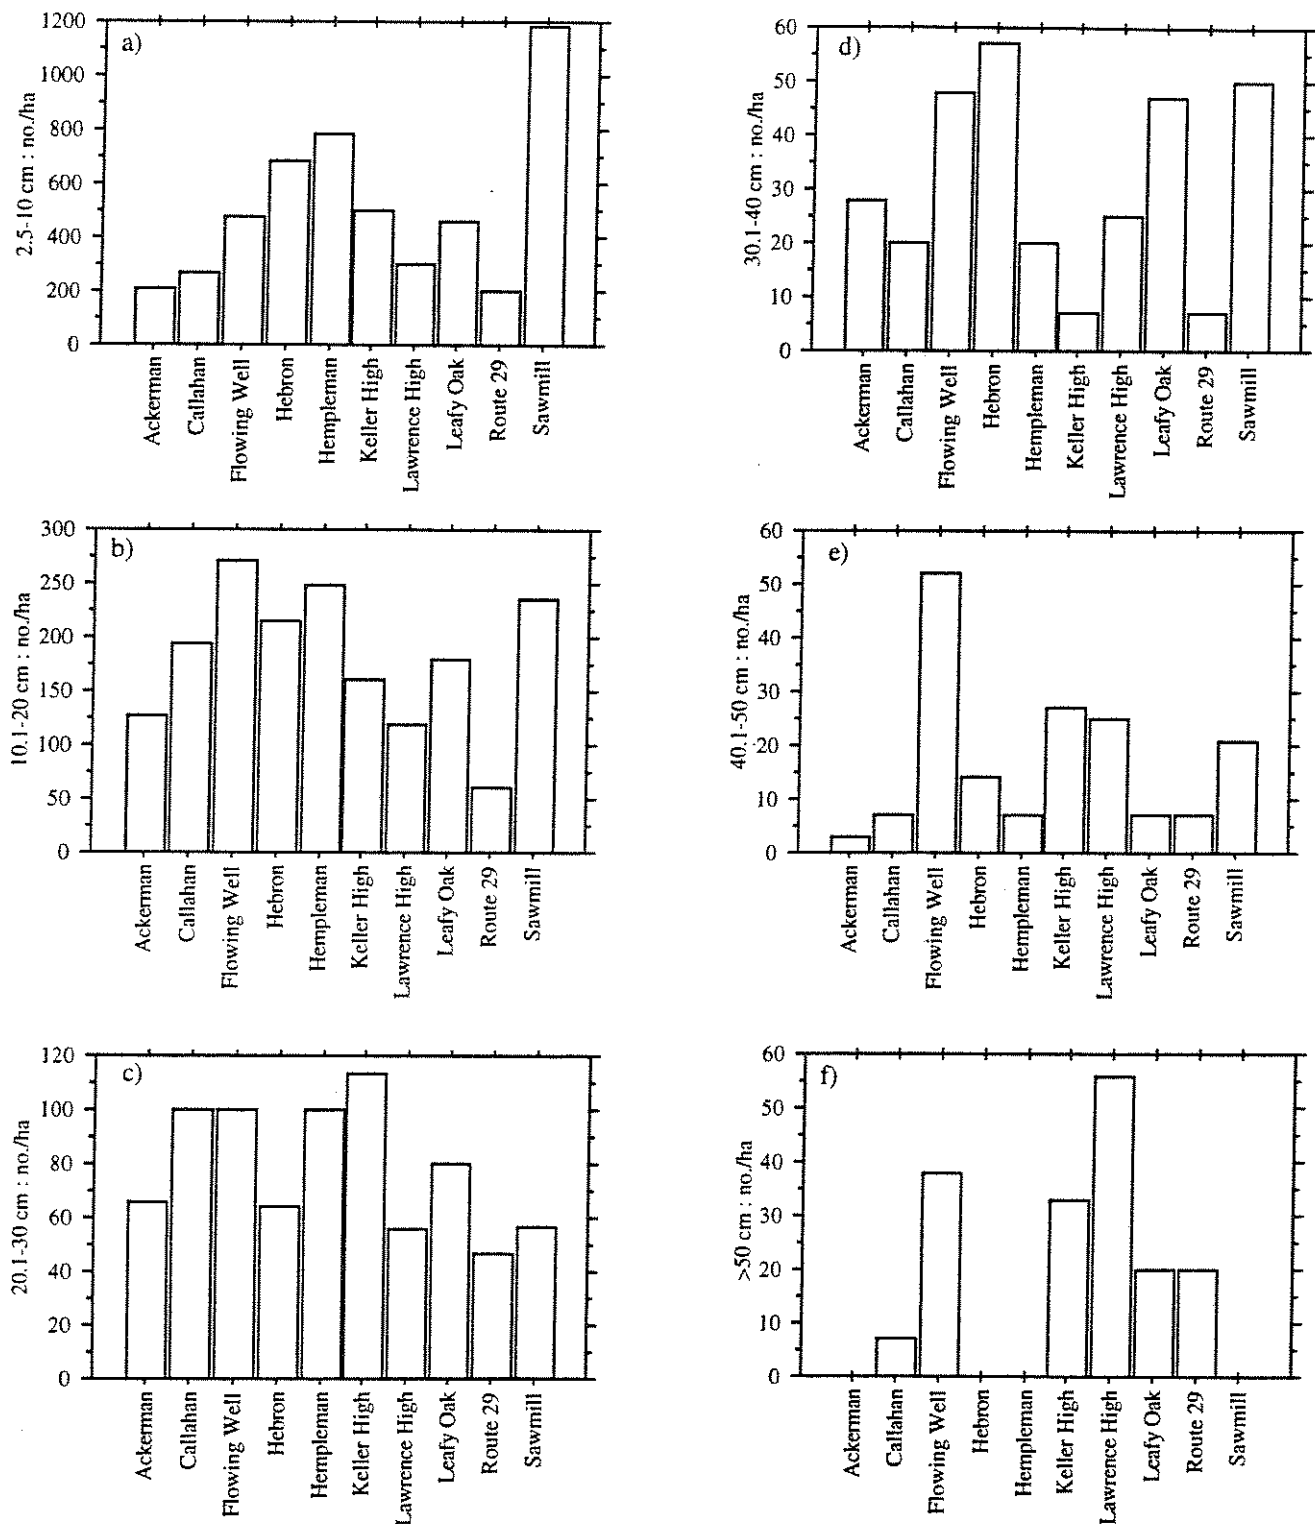 a)
2.5-10 cm : no./ha
1200
1000
800
600
400
200
0
Ackerman
Callahan
Flowing Well
Hebron
Hempleman
Keller High
Lawrence High
Leafy Oak
Route 29
Sawmill
b)
10.1-20 cm : no./ha
300
250
200
150
100
50
0
Ackerman
Callahan
Flowing Well
Hebron
Hempleman
Keller High
Lawrence High
Leafy Oak
Route 29
Sawmill
c)
20.1-30 cm : no./ha
120
100
80
60
40
20
0
Ackerman
Callahan
Flowing Well
Hebron
Hempleman
Keller High
Lawrence High
Leafy Oak
Route 29
Sawmill
d)
30.1-40 cm : no./ha
60
50
40
30
20
10
0
Ackerman
Callahan
Flowing Well
Hebron
Hempleman
Keller High
Lawrence High
Leafy Oak
Route 29
Sawmill
e)
40.1-50 cm : no./ha
60
50
40
30
20
10
0
Ackerman
Callahan
Flowing Well
Hebron
Hempleman
Keller High
Lawrence High
Leafy Oak
Route 29
Sawmill
f)
>50 cm : no./ha
60
50
40
30
20
10
0
Ackerman
Callahan
Flowing Well
Hebron
Hempleman
Keller High
Lawrence High
Leafy Oak
Route 29
Sawmill